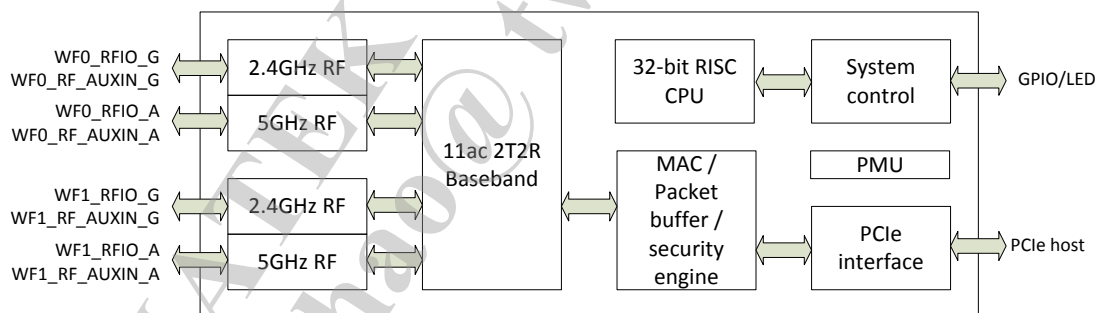 WF0_RFIO_G
WF0_RF_AUXIN_G
WF0_RFIO_A
WF0_RF_AUXIN_A
WF1_RFIO_G
WF1_RF_AUXIN_G
WF1_RFIO_A
WF1_RF_AUXIN_A
2.4GHz RF
5GHz RF
2.4GHz RF
5GHz RF
11ac 2T2R
Baseband
32-bit RISC
CPU
MAC /
Packet
buffer /
security
engine
System
control
PMU
PCIe
interface
GPIO/LED
PCIe host